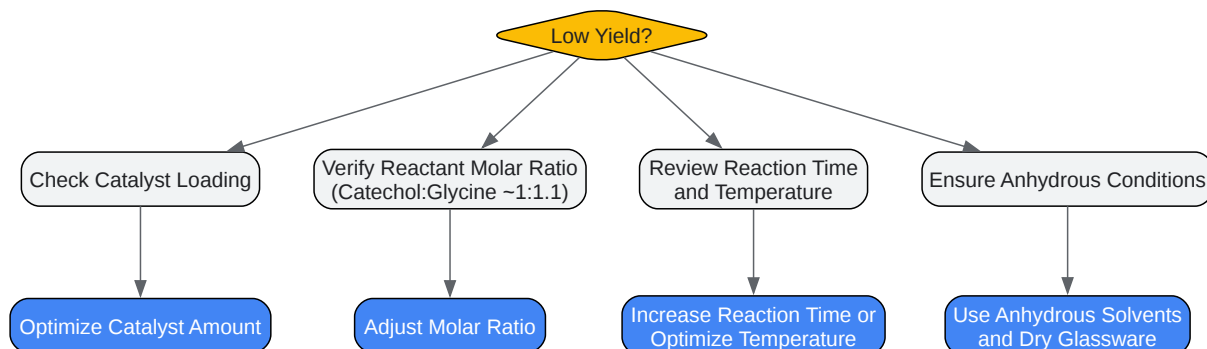 Low Yield?
Check Catalyst Loading
Verify Reactant Molar Ratio
(Catechol:Glycine ~1:1.1)
Review Reaction Time
and Temperature
Ensure Anhydrous Conditions
Optimize Catalyst Amount
Adjust Molar Ratio
Increase Reaction Time or
Optimize Temperature
Use Anhydrous Solvents
and Dry Glassware